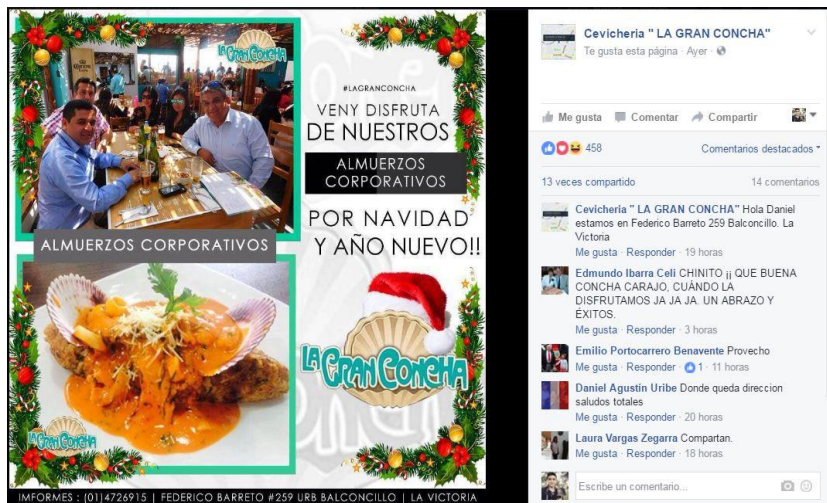 LA GRAN CONCHA
#LAGRANCONCHA
VENY DISFRUTA
DE NUESTROS
ALMUERZOS
CORPORATIVOS
POR NAVIDAD
Y AÑO NUEVO!!
ALMUERZOS CORPORATIVOS
LA GRAN CONCHA
LA GRAN CONCHA
IMFORMES : (01)4726915 | FEDERICO BARRETO #259 URB BALCONCILLO | LA VICTORIA
Cevicheria " LA GRAN CONCHA"
Te gusta esta página · Ayer ·
Me gusta Comentar Compartir
458 Comentarios destacados
13 veces compartido 14 comentarios
Cevicheria " LA GRAN CONCHA" Hola Daniel
estamos en Federico Barreto 259 Balconcillo. La
Victoria
Me gusta · Responder · 19 horas
Edmundo Ibarra Celi CHINITO ¡¡ QUE BUENA
CONCHA CARAJO, CUÁNDO LA
DISFRUTAMOS JA JA JA. UN ABRAZO Y
ÉXITOS.
Me gusta · Responder · 3 horas
Emilio Portocarrero Benavente Provecho
Me gusta · Responder · 1 · 11 horas
Daniel Agustín Uribe Donde queda direccion
saludos totales
Me gusta · Responder · 20 horas
Laura Vargas Zegarra Compartan.
Me gusta · Responder · 18 horas
Escribe un comentario...